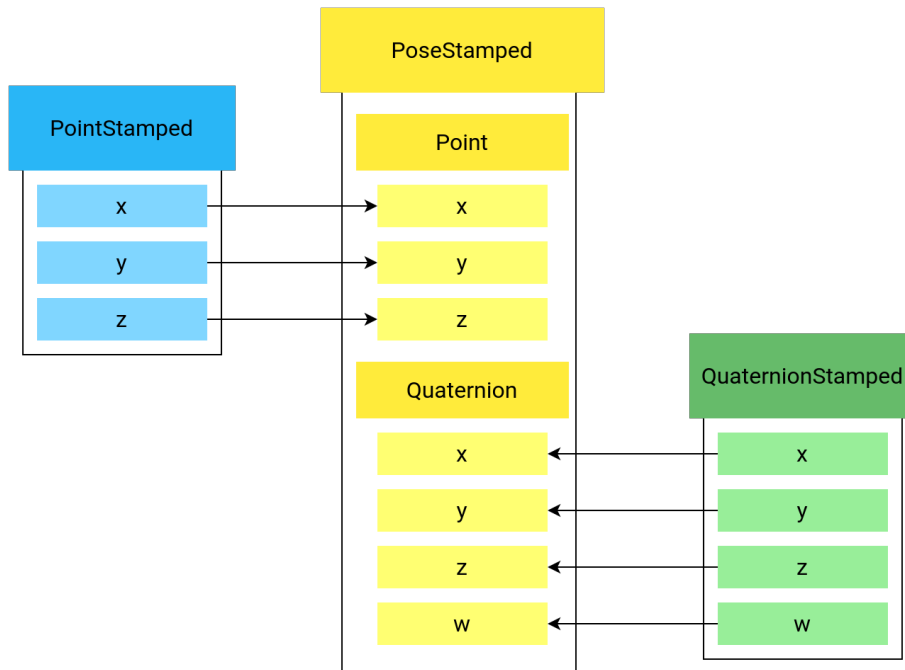 PoseStamped
PointStamped
Point
x
x
y
y
z
z
Quaternion
QuaternionStamped
x
x
y
y
z
z
w
w